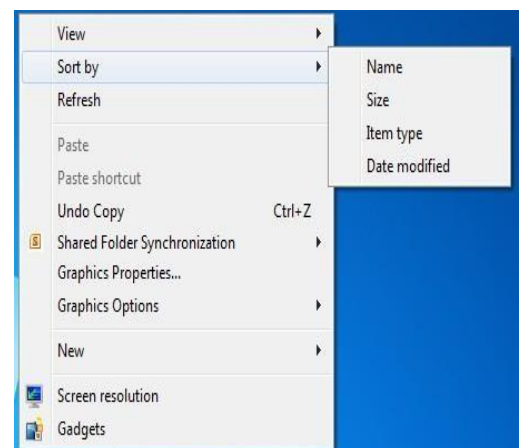 View
Sort by
Refresh
Paste
Paste shortcut
Undo Copy Ctrl+Z
Shared Folder Synchronization
Graphics Properties...
Graphics Options
New
Screen resolution
Gadgets
Name
Size
Item type
Date modified